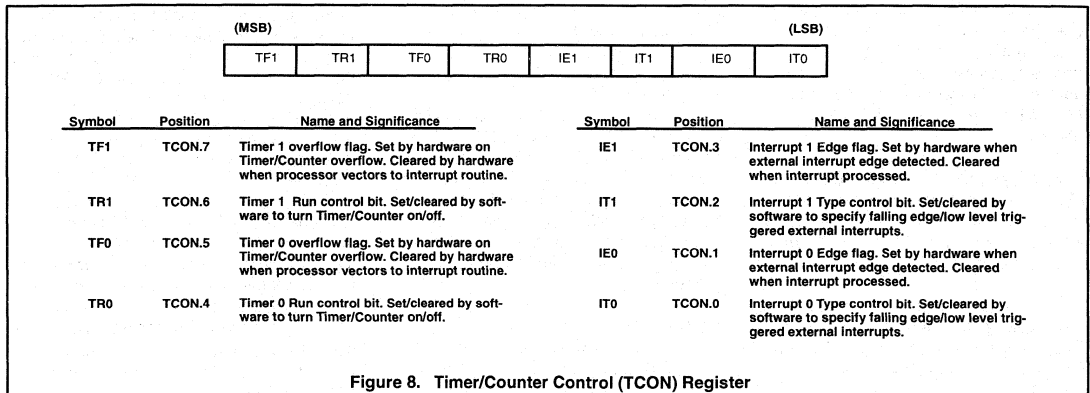 (MSB) (LSB)
TF1 TR1 TF0 TR0 IE1 IT1 IE0 IT0
Symbol Position Name and Significance
TF1 TCON.7 Timer 1 overflow flag. Set by hardware on
Timer/Counter overflow. Cleared by hardware
when processor vectors to interrupt routine.
TR1 TCON.6 Timer 1 Run control bit. Set/cleared by soft-
ware to turn Timer/Counter on/off.
TF0 TCON.5 Timer 0 overflow flag. Set by hardware on
Timer/Counter overflow. Cleared by hardware
when processor vectors to interrupt routine.
TR0 TCON.4 Timer 0 Run control bit. Set/cleared by soft-
ware to turn Timer/Counter on/off.
Symbol Position Name and Significance
IE1 TCON.3 Interrupt 1 Edge flag. Set by hardware when
external interrupt edge detected. Cleared
when interrupt processed.
IT1 TCON.2 Interrupt 1 Type control bit. Set/cleared by
software to specify falling edge/low level trig-
gered external interrupts.
IE0 TCON.1 Interrupt 0 Edge flag. Set by hardware when
external interrupt edge detected. Cleared
when interrupt processed.
IT0 TCON.0 Interrupt 0 Type control bit. Set/cleared by
software to specify falling edge/low level trig-
gered external interrupts.
Figure 8. Timer/Counter Control (TCON) Register